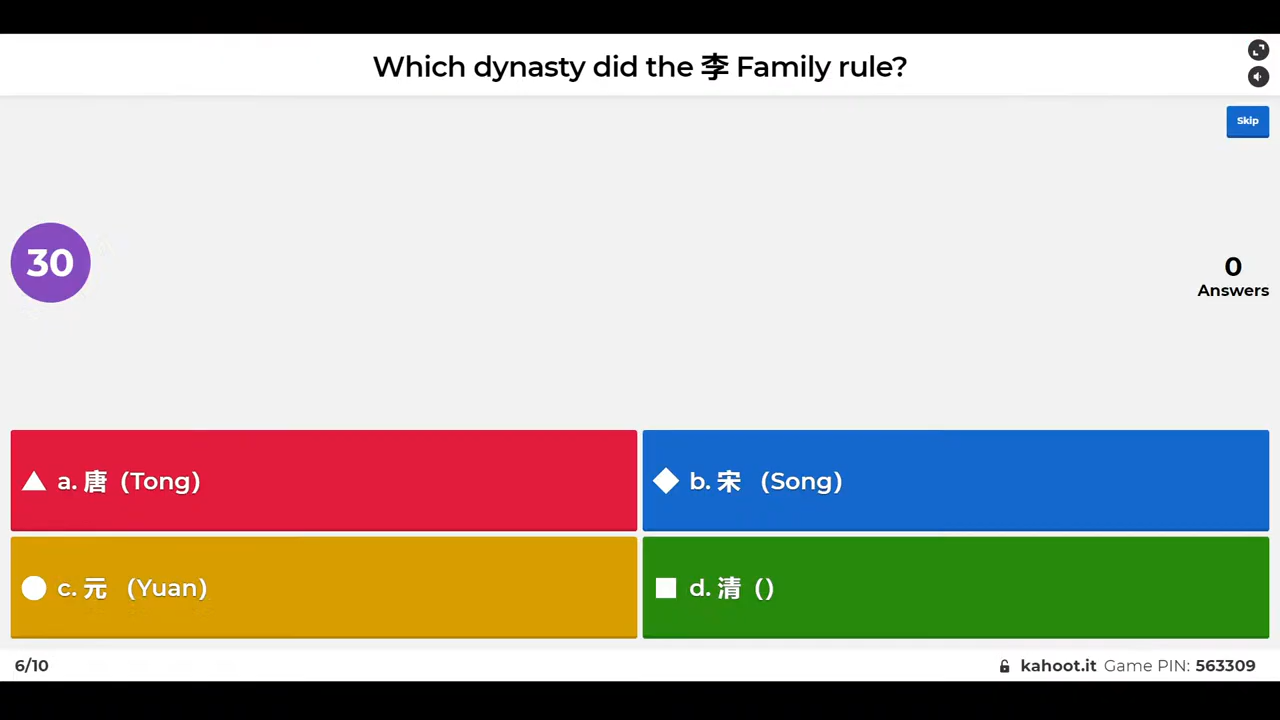 Which dynasty did the 李 Family rule?
Skip
30
0
Answers
a. 唐（Tong）
b. 宋 （Song）
c. 元 （Yuan）
d. 清（）
6/10
kahoot.it Game PIN: 563309